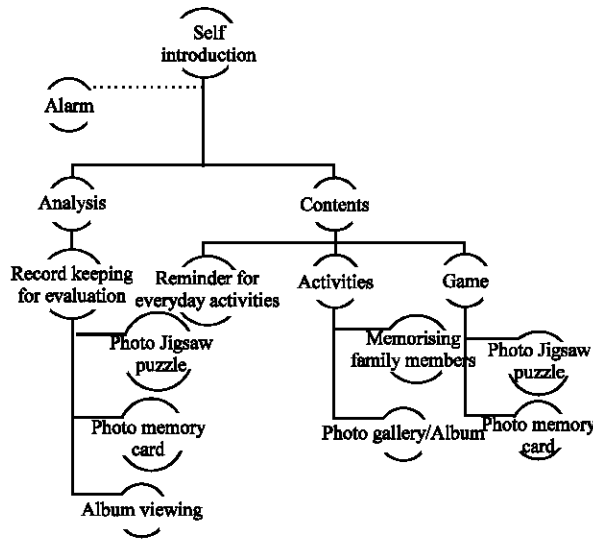 Self
introduction
Alarm
Analysis
Contents
Record keeping
for evaluation
Reminder for
everyday activities
Activities
Game
Photo Jigsaw
puzzle
Memorising
family members
Photo Jigsaw
puzzle
Photo memory
card
Photo gallery/Album
Photo memory
card
Album viewing